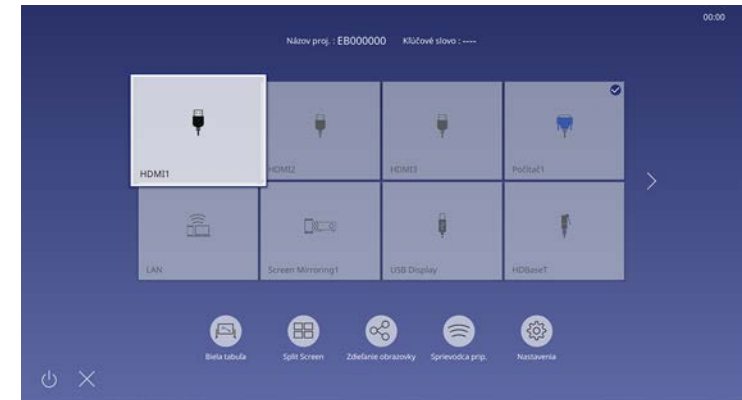 00:00
Názov proj. : EB000000 Kľúčové slovo : ----
HDMI1
HDMI2
HDMI3
Počítač1
LAN
Screen Mirroring1
USB Display
HDBaseT
Biela tabuľa
Split Screen
Zdieľanie obrazovky
Sprievodca prip.
Nastavenia